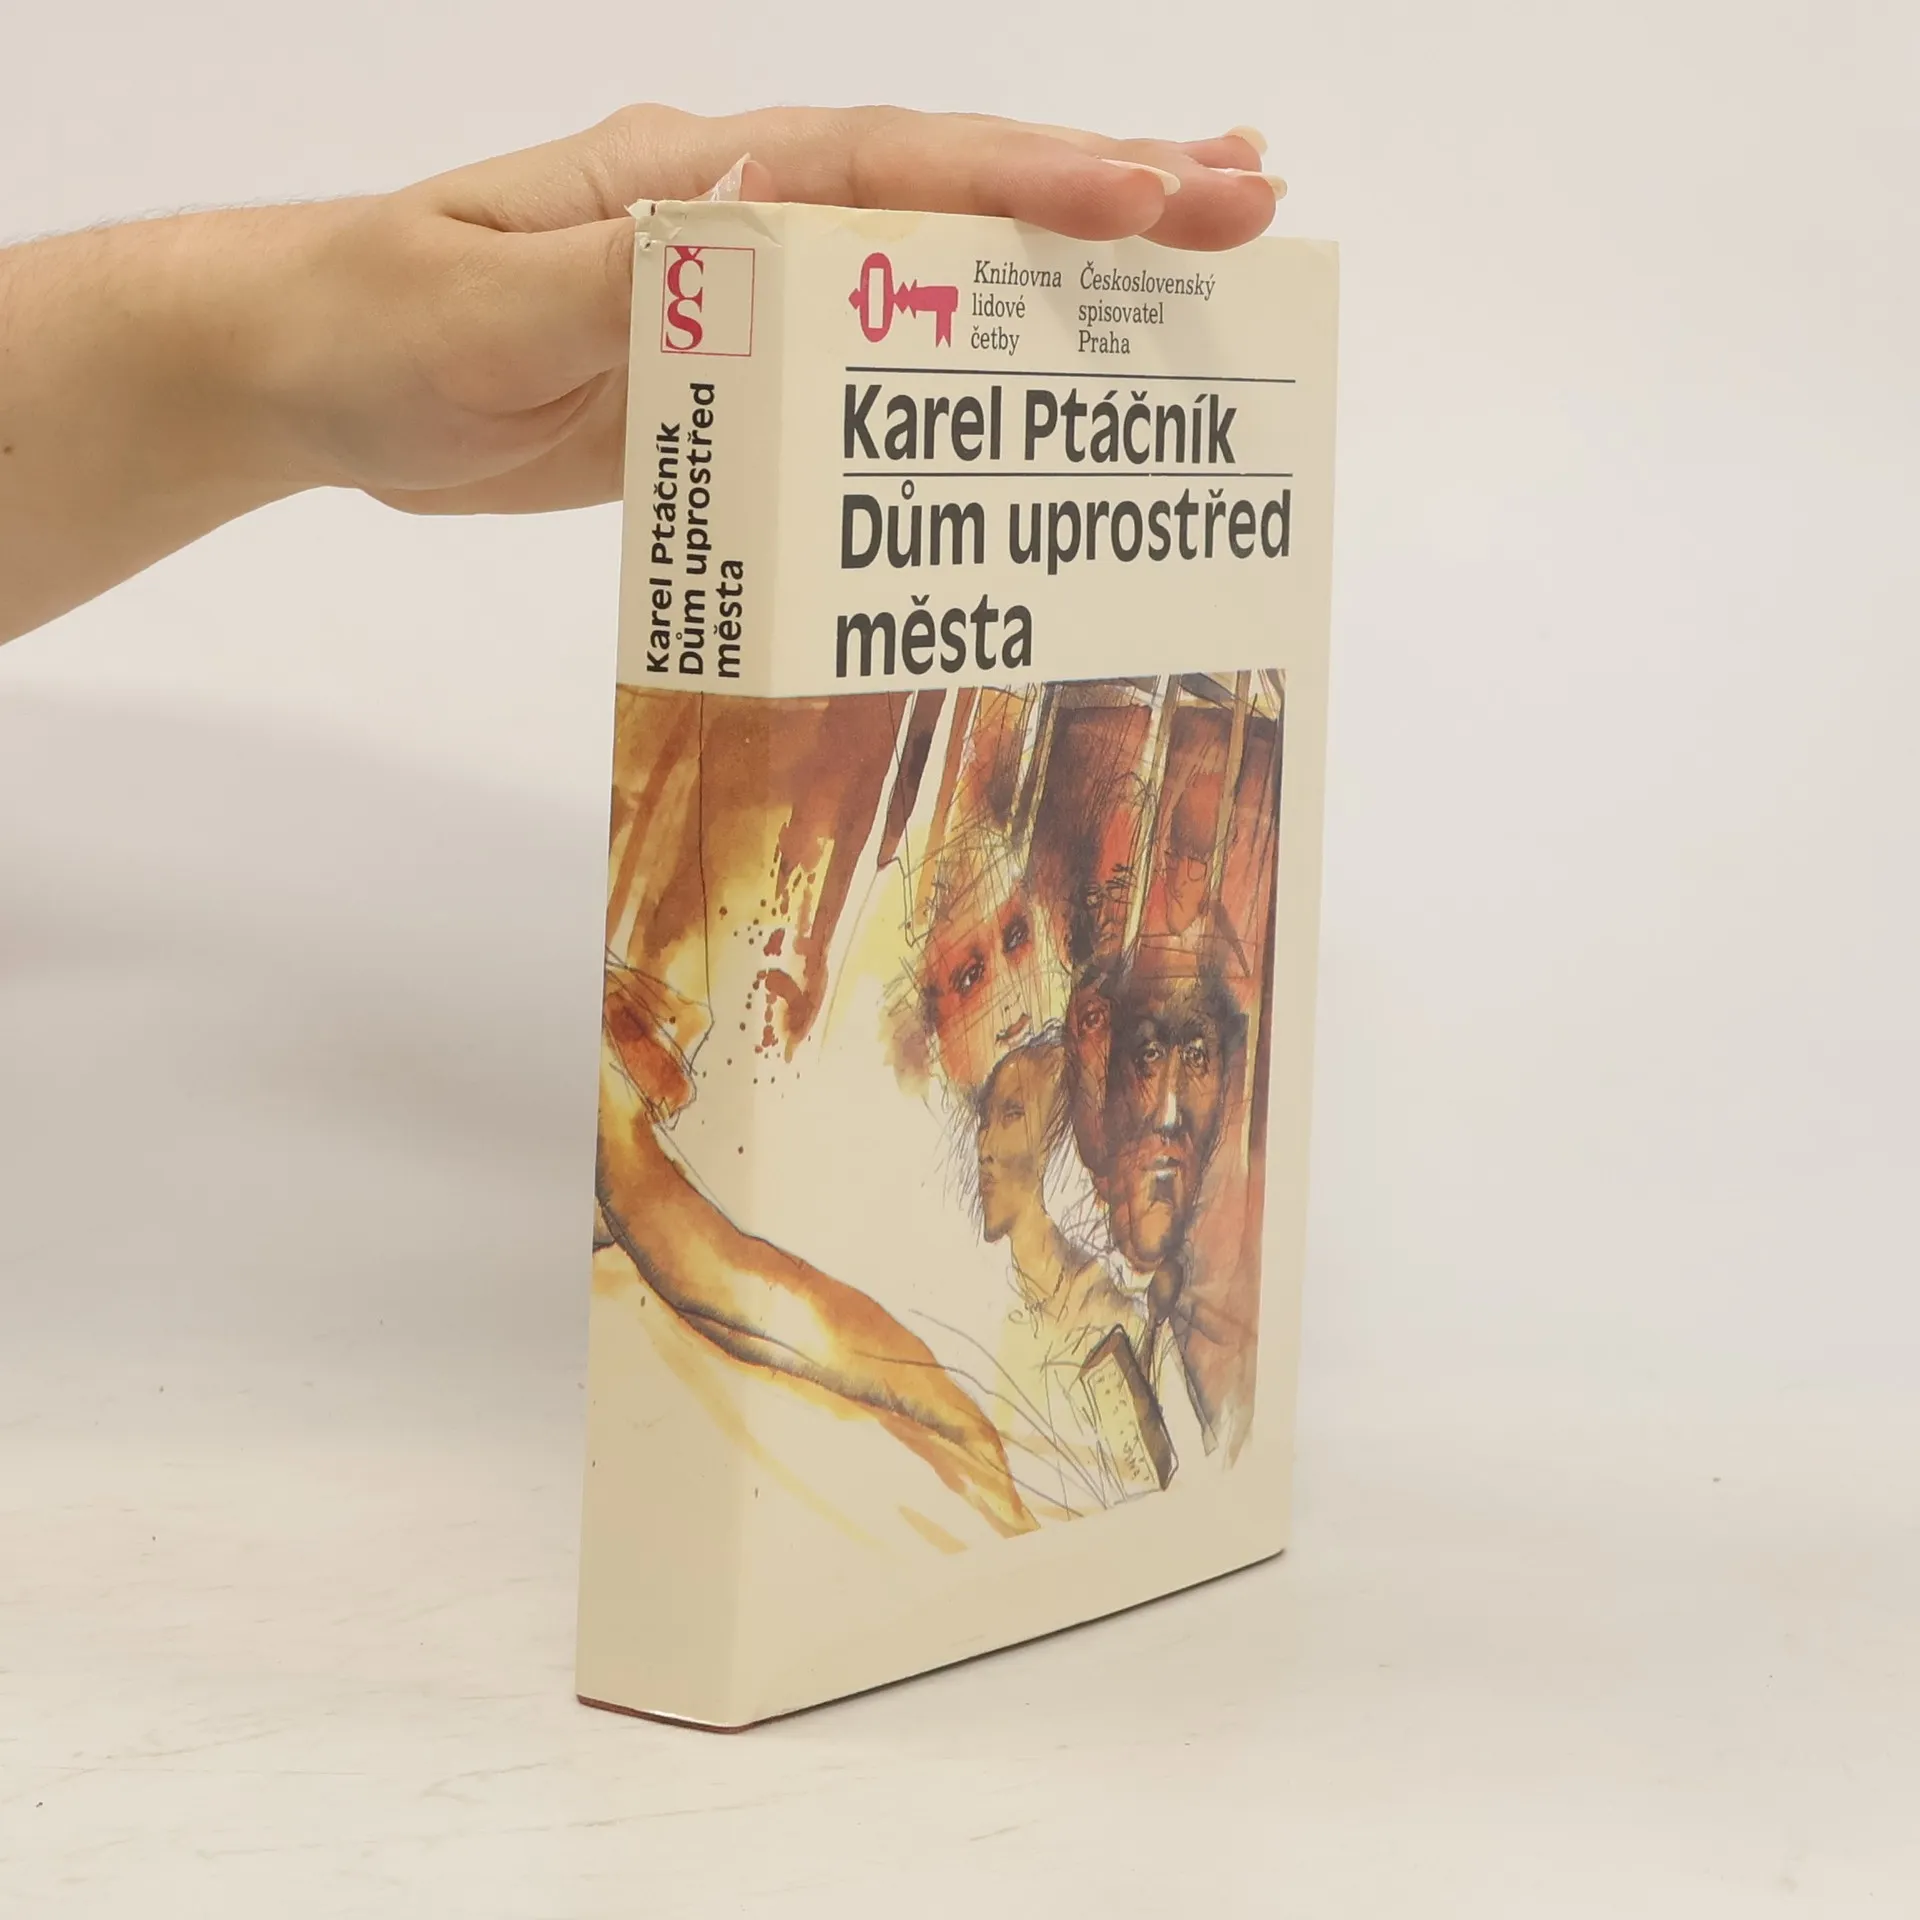 ČS
Karel Ptáčník
Dům uprostřed
města
Knihovna
lidové
četby
Československý
spisovatel
Praha
Karel Ptáčník
Dům uprostřed
města